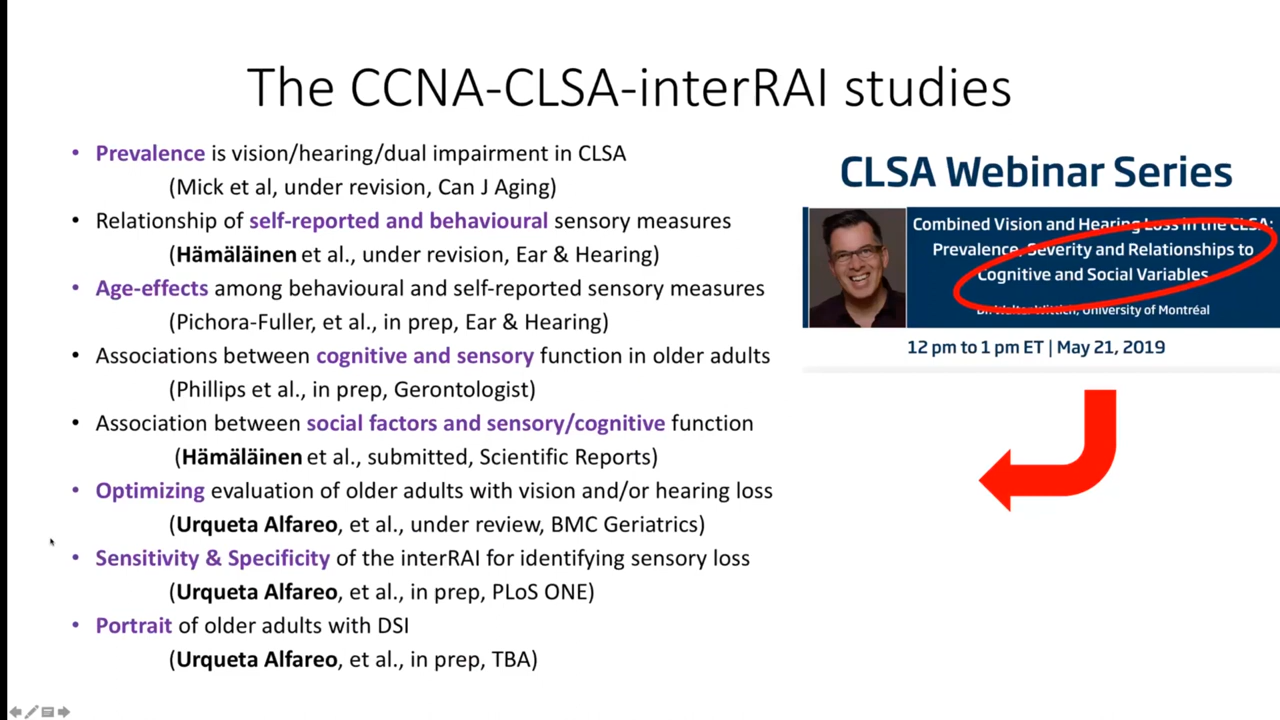 The CCNA-CLSA-interRAI studies
• Prevalence is vision/hearing/dual impairment in CLSA
(Mick et al, under revision, Can J Aging)
• Relationship of self-reported and behavioural sensory measures
(Hämäläinen et al., under revision, Ear & Hearing)
• Age-effects among behavioural and self-reported sensory measures
(Pichora-Fuller, et al., in prep, Ear & Hearing)
• Associations between cognitive and sensory function in older adults
(Phillips et al., in prep, Gerontologist)
• Association between social factors and sensory/cognitive function
(Hämäläinen et al., submitted, Scientific Reports)
• Optimizing evaluation of older adults with vision and/or hearing loss
(Urqueta Alfareo, et al., under review, BMC Geriatrics)
• Sensitivity & Specificity of the interRAI for identifying sensory loss
(Urqueta Alfareo, et al., in prep, PLoS ONE)
• Portrait of older adults with DSI
(Urqueta Alfareo, et al., in prep, TBA)
CLSA Webinar Series
Combined Vision and Hearing Loss in the CLSA:
Prevalence, Severity and Relationships to
Cognitive and Social Variables
Dr. Walter Wittich, University of Montréal
12 pm to 1 pm ET | May 21, 2019